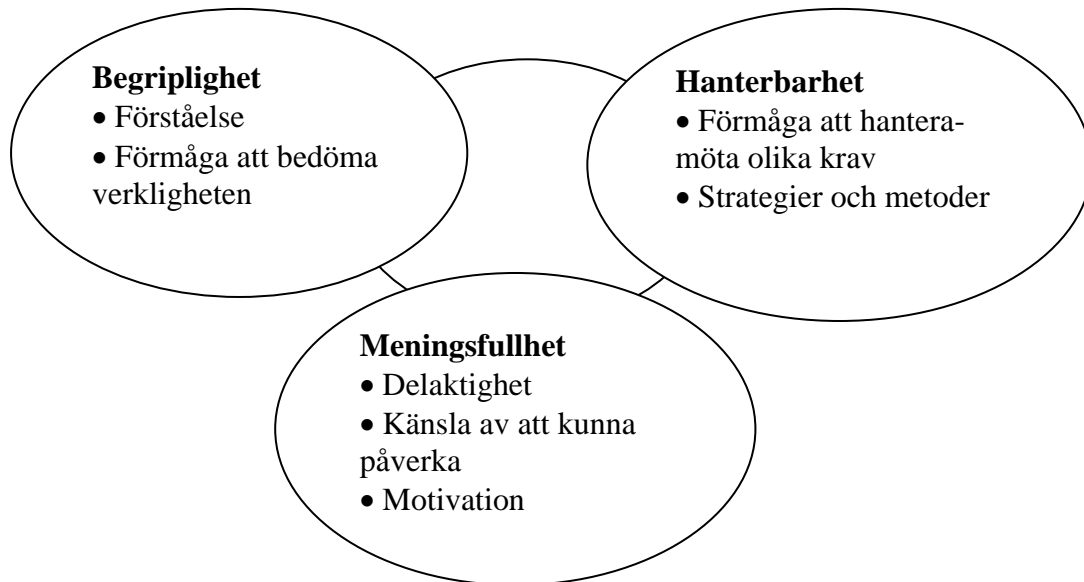 Begriplighet
• Förståelse
• Förmåga att bedöma
verkligheten
Hanterbarhet
• Förmåga att hantera-
möta olika krav
• Strategier och metoder
Meningsfullhet
• Delaktighet
• Känsla av att kunna
påverka
• Motivation